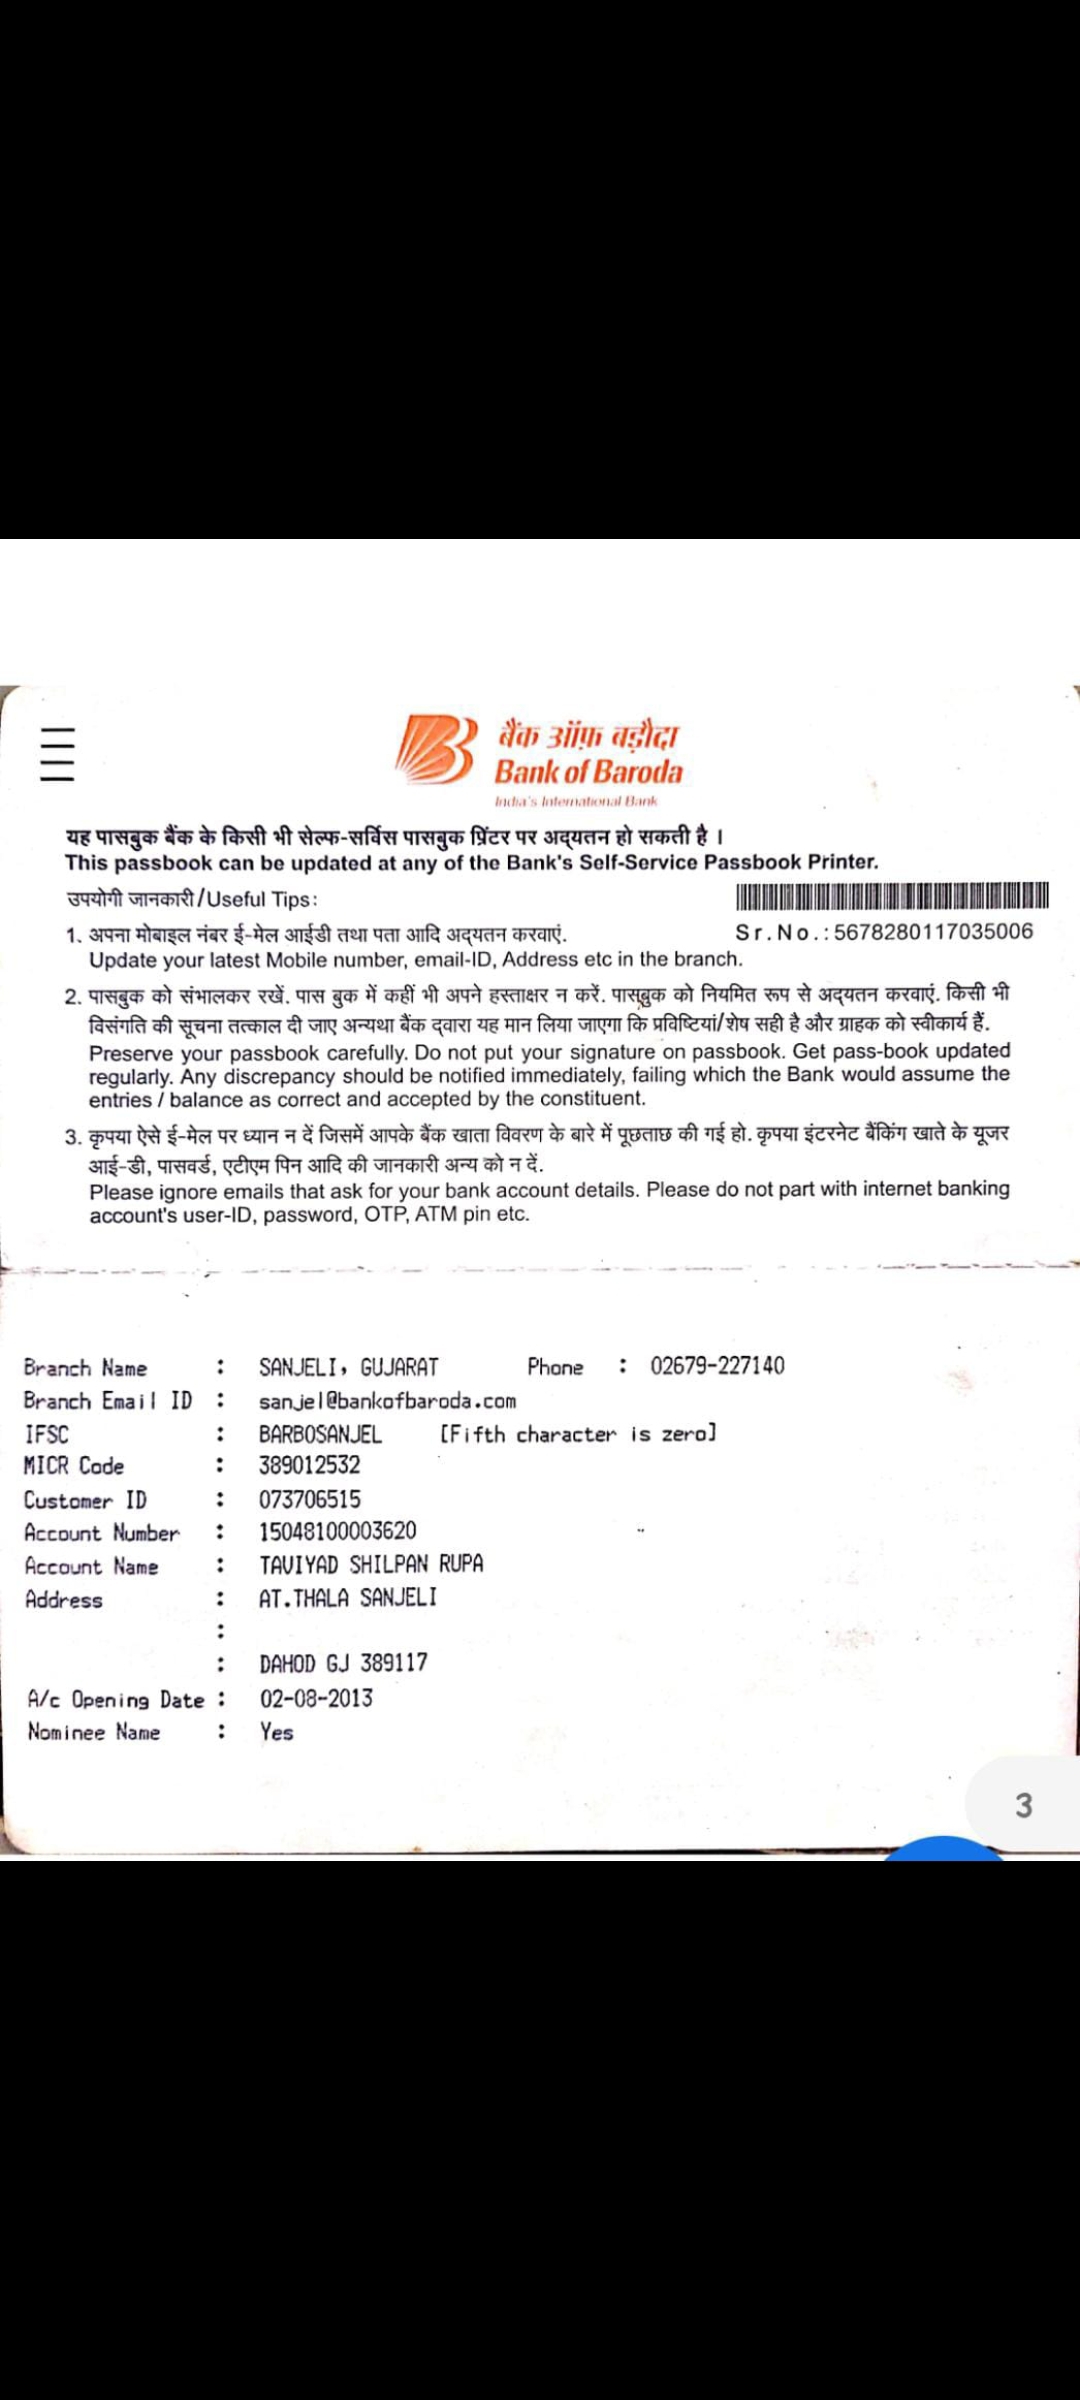 बैंक ऑफ़ बड़ौदा
Bank of Baroda
India's International Bank
यह पासबुक बैंक के किसी भी सेल्फ-सर्विस पासबुक प्रिंटर पर अद्यतन हो सकती है ।
This passbook can be updated at any of the Bank's Self-Service Passbook Printer.
उपयोगी जानकारी/Useful Tips:
Sr.No.:5678280117035006
1. अपना मोबाइल नंबर ई-मेल आईडी तथा पता आदि अद्यतन करवाएं.
Update your latest Mobile number, email-ID, Address etc in the branch.
2. पासबुक को संभालकर रखें. पास बुक में कहीं भी अपने हस्ताक्षर न करें. पासबुक को नियमित रूप से अद्यतन करवाएं. किसी भी
विसंगति की सूचना तत्काल दी जाए अन्यथा बैंक द्वारा यह मान लिया जाएगा कि प्रविष्टियां/शेष सही है और ग्राहक को स्वीकार्य हैं.
Preserve your passbook carefully. Do not put your signature on passbook. Get pass-book updated
regularly. Any discrepancy should be notified immediately, failing which the Bank would assume the
entries / balance as correct and accepted by the constituent.
3. कृपया ऐसे ई-मेल पर ध्यान न दें जिसमें आपके बैंक खाता विवरण के बारे में पूछताछ की गई हो. कृपया इंटरनेट बैंकिंग खाते के यूजर
आई-डी, पासवर्ड, एटीएम पिन आदि की जानकारी अन्य को न दें.
Please ignore emails that ask for your bank account details. Please do not part with internet banking
account's user-ID, password, OTP, ATM pin etc.
Branch Name : SANJELI, GUJARAT Phone : 02679-227140
Branch Email ID : sanjel@bankofbaroda.com
IFSC : BARBOSANJEL [Fifth character is zero]
MICR Code : 389012532
Customer ID : 073706515
Account Number : 15048100003620
Account Name : TAVIYAD SHILPAN RUPA
Address : AT.THALA SANJELI
:
: DAHOD GJ 389117
A/c Opening Date : 02-08-2013
Nominee Name : Yes
3